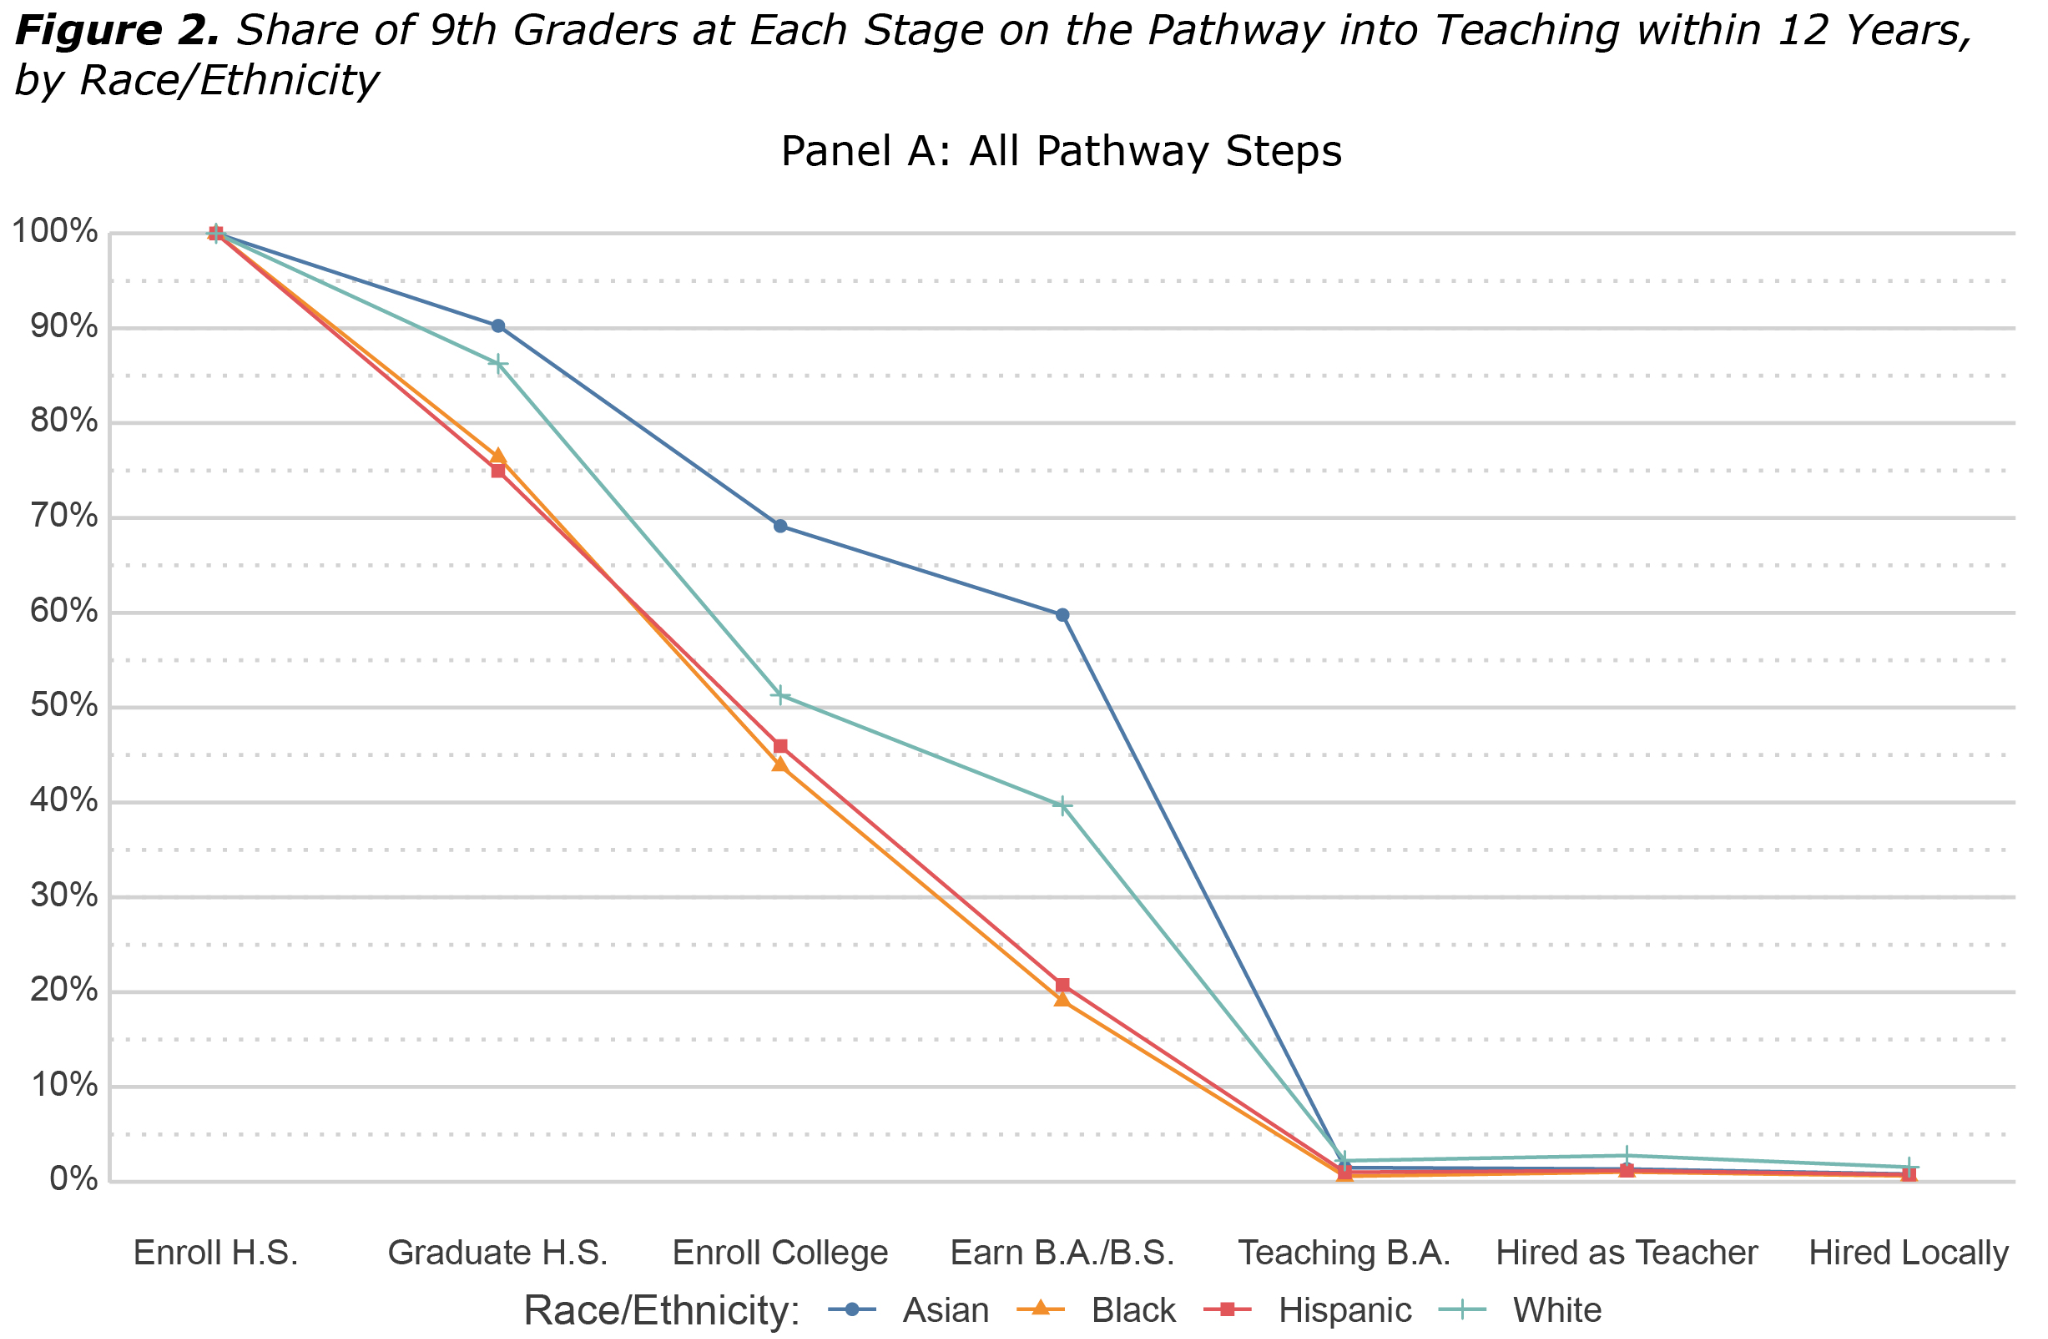 Figure 2. Share of 9th Graders at Each Stage on the Pathway into Teaching within 12 Years,
by Race/Ethnicity
Panel A: All Pathway Steps
100%
90%
80%
70%
60%
50%
40%
30%
20%
10%
0%
Enroll H.S. Graduate H.S. Enroll College Earn B.A./B.S. Teaching B.A. Hired as Teacher Hired Locally
Race/Ethnicity: Asian Black Hispanic White